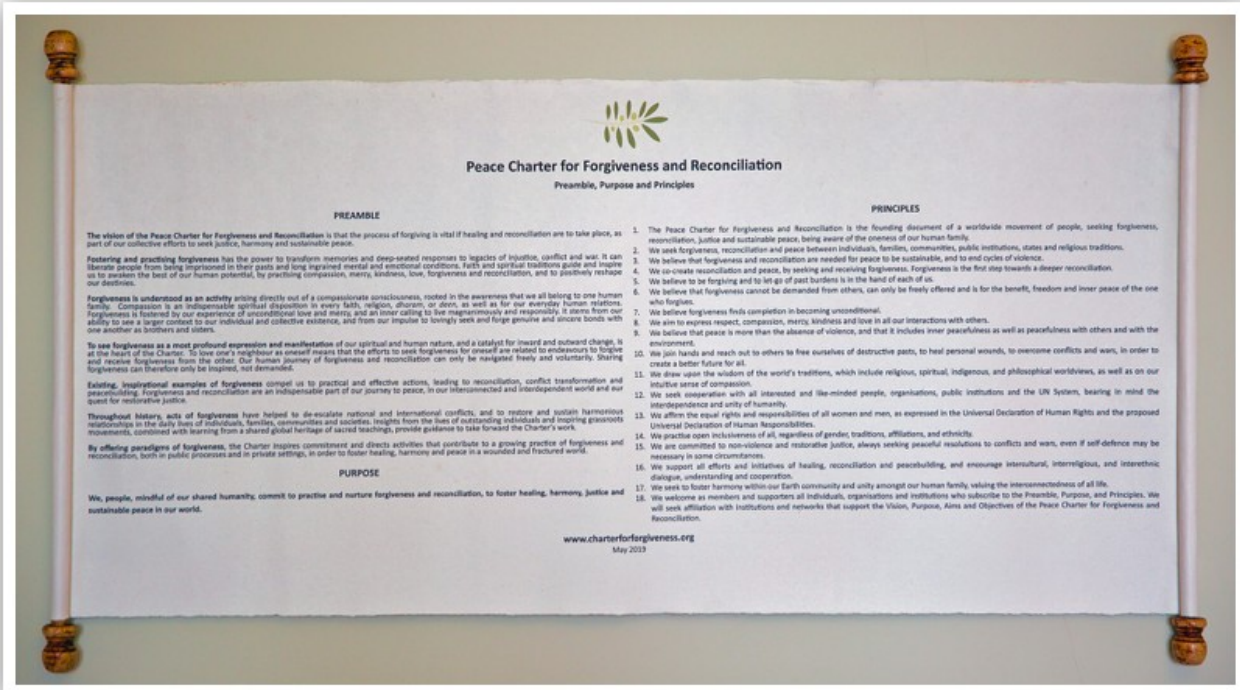 Peace Charter for Forgiveness and Reconciliation
Preamble, Purpose and Principles
PREAMBLE
The vision of the Peace Charter for Forgiveness and Reconciliation is that the process of forgiving is vital if healing and reconciliation are to take place, as
part of our collective efforts to seek justice, harmony and sustainable peace.
Fostering and practising forgiveness has the power to transform memories and deep-seated responses to legacies of injustice, conflict and war. It can
liberate people from being imprisoned in their pasts and long ingrained mental and emotional conditions. Faith and spiritual traditions guide and inspire
us to awaken the best of our human potential, by practising compassion, mercy, kindness, love, forgiveness and reconciliation, and to positively reshape
our destinies.
Forgiveness is understood as an activity arising directly out of a compassionate consciousness, rooted in the awareness that we all belong to one human
family. Compassion is an indispensable spiritual disposition in every faith, religion, dharam, or deen, as well as for our everyday human relations.
Forgiveness is fostered by our experience of unconditional love and mercy, and an inner calling to live magnanimously and responsibly. It stems from our
ability to see a larger context to our individual and collective existence, and from our impulse to lovingly seek and forge genuine and sincere bonds with
one another as brothers and sisters.
To see forgiveness as a most profound expression and manifestation of our spiritual and human nature, and a catalyst for inward and outward change, is
at the heart of the Charter. To love one's neighbour as oneself means that the efforts to seek forgiveness for oneself are related to endeavours to forgive
and receive forgiveness from the other. Our human journey of forgiveness and reconciliation can only be navigated freely and voluntarily. Sharing
forgiveness can therefore only be inspired, not demanded.
Existing, inspirational examples of forgiveness compel us to practical and effective actions, leading to reconciliation, conflict transformation and
peacebuilding. Forgiveness and reconciliation are an indispensable part of our journey to peace, in our interconnected and interdependent world and our
quest for restorative justice.
Throughout history, acts of forgiveness have helped to de-escalate national and international conflicts, and to restore and sustain harmonious
relationships in the daily lives of individuals, families, communities and societies. Insights from the lives of outstanding individuals and inspiring grassroots
movements, combined with learning from a shared global heritage of sacred teachings, provide guidance to take forward the Charter's work.
By offering paradigms of forgiveness, the Charter inspires commitment and directs activities that contribute to a growing practice of forgiveness and
reconciliation, both in public processes and in private settings, in order to foster healing, harmony and peace in a wounded and fractured world.
PURPOSE
We, people, mindful of our shared humanity, commit to practise and nurture forgiveness and reconciliation, to foster healing, harmony, justice and
sustainable peace in our world.
PRINCIPLES
1. The Peace Charter for Forgiveness and Reconciliation is the founding document of a worldwide movement of people, seeking forgiveness,
reconciliation, justice and sustainable peace, being aware of the oneness of our human family.
2. We seek forgiveness, reconciliation and peace between individuals, families, communities, public institutions, states and religious traditions.
3. We believe that forgiveness and reconciliation are needed for peace to be sustainable, and to end cycles of violence.
4. We co-create reconciliation and peace, by seeking and receiving forgiveness. Forgiveness is the first step towards a deeper reconciliation.
5. We believe to be forgiving and to let-go of past burdens is in the hand of each of us.
6. We believe that forgiveness cannot be demanded from others, can only be freely offered and is for the benefit, freedom and inner peace of the one
who forgives.
7. We believe forgiveness finds completion in becoming unconditional.
8. We aim to express respect, compassion, mercy, kindness and love in all our interactions with others.
9. We believe that peace is more than the absence of violence, and that it includes inner peacefulness as well as peacefulness with others and with the
environment.
10. We join hands and reach out to others to free ourselves of destructive pasts, to heal personal wounds, to overcome conflicts and wars, in order to
create a better future for all.
11. We draw upon the wisdom of the world's traditions, which include religious, spiritual, indigenous, and philosophical worldviews, as well as on our
intuitive sense of compassion.
12. We seek cooperation with all interested and like-minded people, organisations, public institutions and the UN System, bearing in mind the
interdependence and unity of humanity.
13. We affirm the equal rights and responsibilities of all women and men, as expressed in the Universal Declaration of Human Rights and the proposed
Universal Declaration of Human Responsibilities.
14. We practise open inclusiveness of all, regardless of gender, traditions, affiliations, and ethnicity.
15. We are committed to non-violence and restorative justice, always seeking peaceful resolutions to conflicts and wars, even if self-defence may be
necessary in some circumstances.
16. We support all efforts and initiatives of healing, reconciliation and peacebuilding, and encourage intercultural, interreligious, and interethnic
dialogue, understanding and cooperation.
17. We seek to foster harmony within our Earth community and unity amongst our human family, valuing the interconnectedness of all life.
18. We welcome as members and supporters all individuals, organisations and institutions who subscribe to the Preamble, Purpose, and Principles. We
will seek affiliation with institutions and networks that support the Vision, Purpose, Aims and Objectives of the Peace Charter for Forgiveness and
Reconciliation.
www.charterforforgiveness.org
May 2019